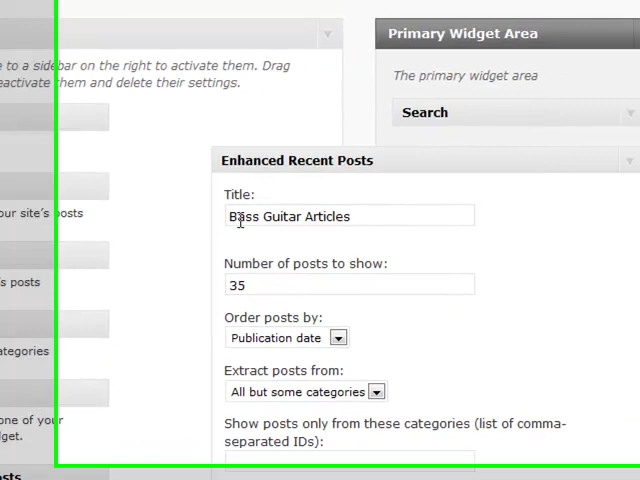 Primary Widget Area
e to a sidebar on the right to activate them. Drag
eactivate them and delete their settings.
The primary widget area
Search
Enhanced Recent Posts
Title:
our site's posts
Bass Guitar Articles
Number of posts to show:
's posts
35
Order posts by:
Publication date
ategories
Extract posts from:
All but some categories
one of your
dget.
Show posts only from these categories (list of comma-
separated IDs):
osts